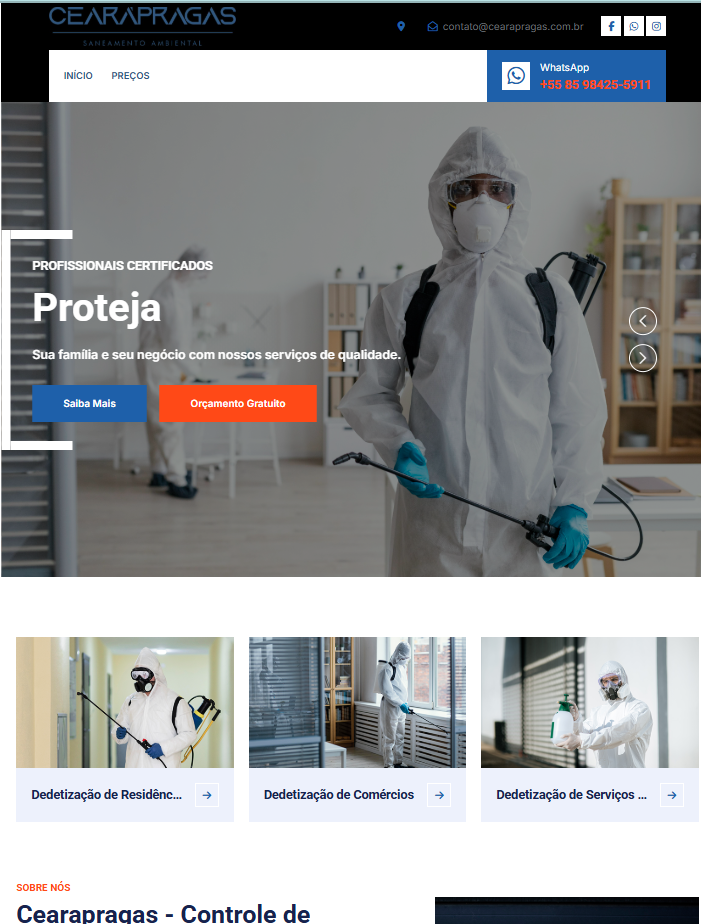 CEARAPRAGAS
SANEAMENTO AMBIENTAL
contato@cearapragas.com.br
INÍCIO PREÇOS
WhatsApp
+55 85 98425-5911
PROFISSIONAIS CERTIFICADOS
Proteja
Sua família e seu negócio com nossos serviços de qualidade.
Saiba Mais Orçamento Gratuito
Dedetização de Residênc... Dedetização de Comércios Dedetização de Serviços ...
SOBRE NÓS
Cearapragas - Controle de